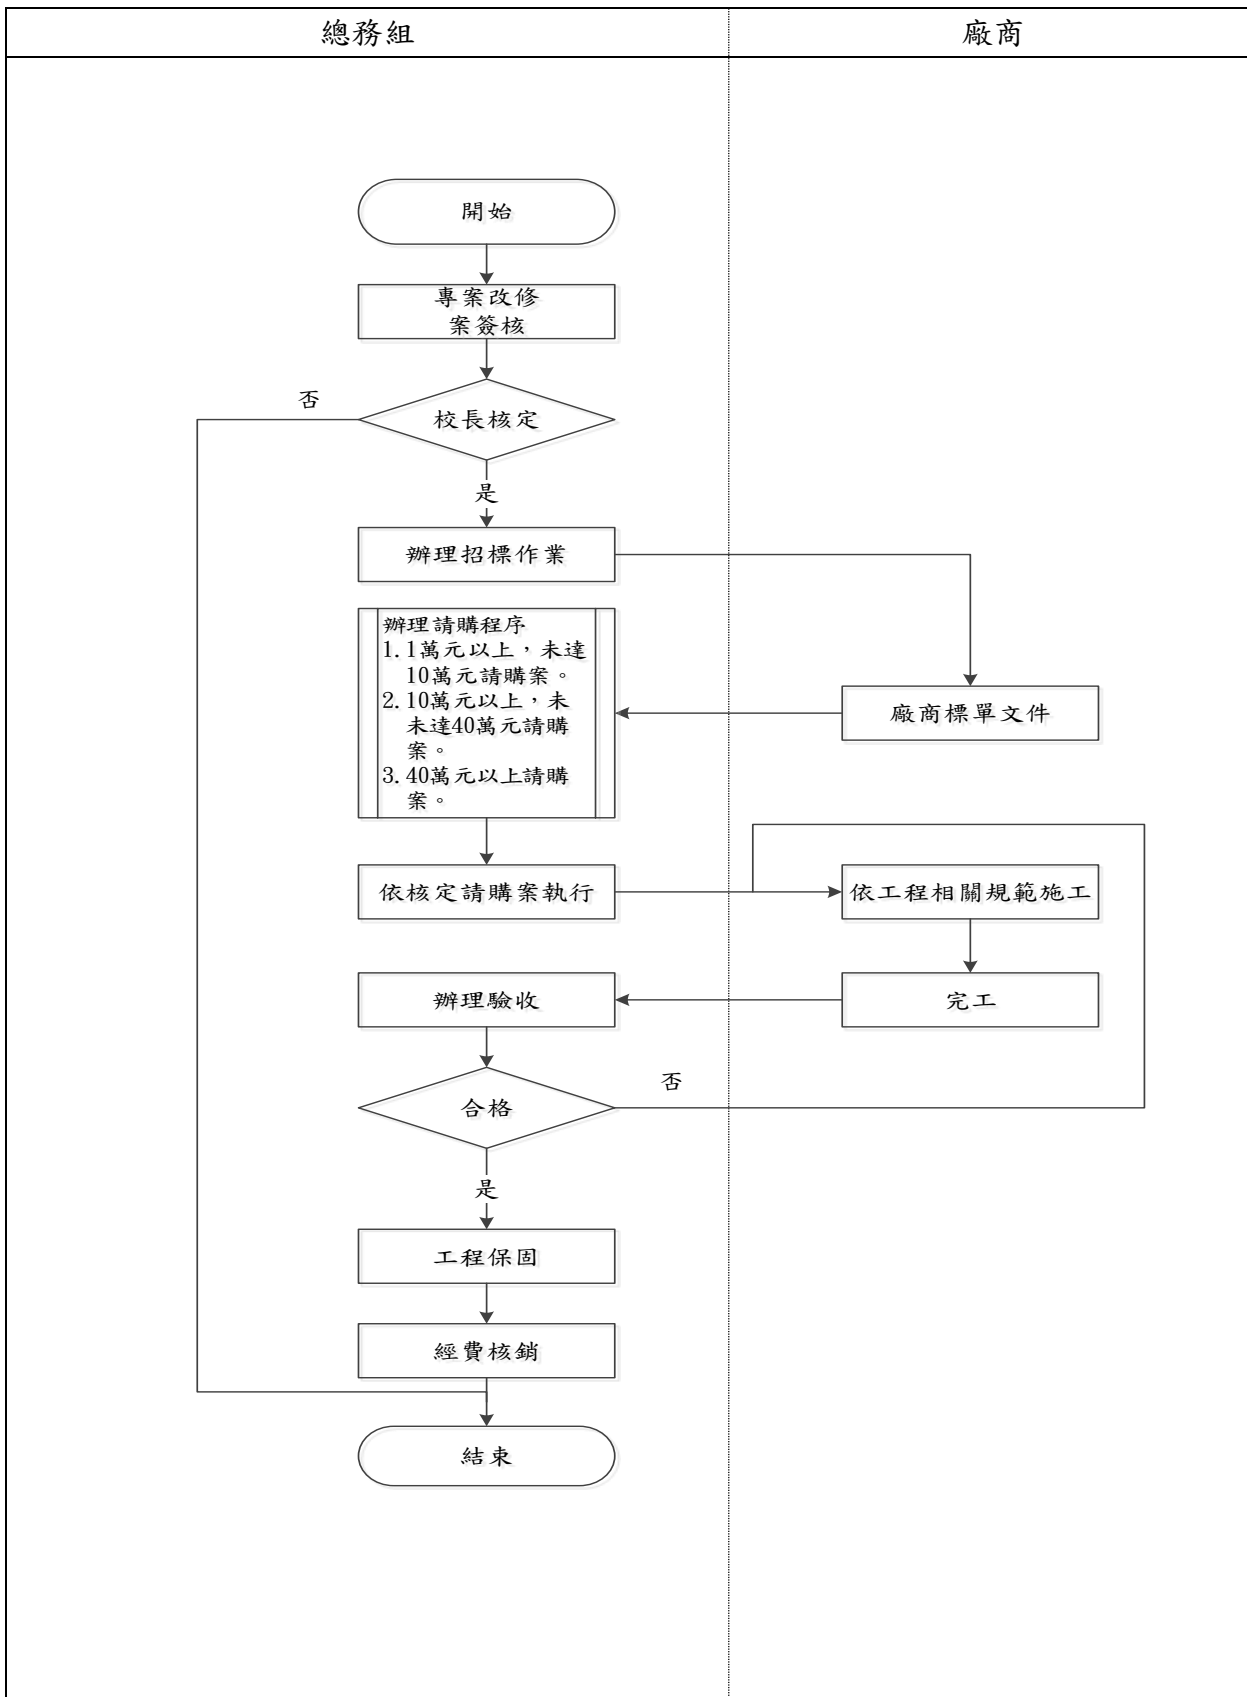 總務組
廠商
開始
專案改修
案簽核
否
校長核定
是
辦理招標作業
辦理請購程序
1.1萬元以上，未達
10萬元請購案。
2.10萬元以上，未
未達40萬元請購
案。
3.40萬元以上請購
案。
廠商標單文件
依核定請購案執行
依工程相關規範施工
辦理驗收
完工
否
合格
是
工程保固
經費核銷
結束